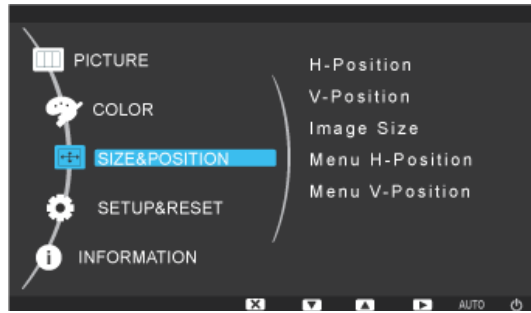 PICTURE
COLOR
SIZE&POSITION
SETUP&RESET
INFORMATION
H-Position
V-Position
Image Size
Menu H-Position
Menu V-Position
AUTO